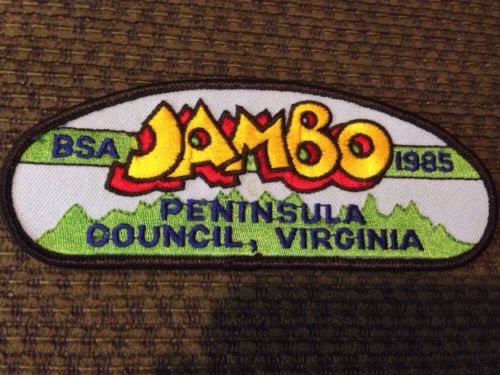 BSA JAMBO 1985
PENINSULA
COUNCIL, VIRGINIA